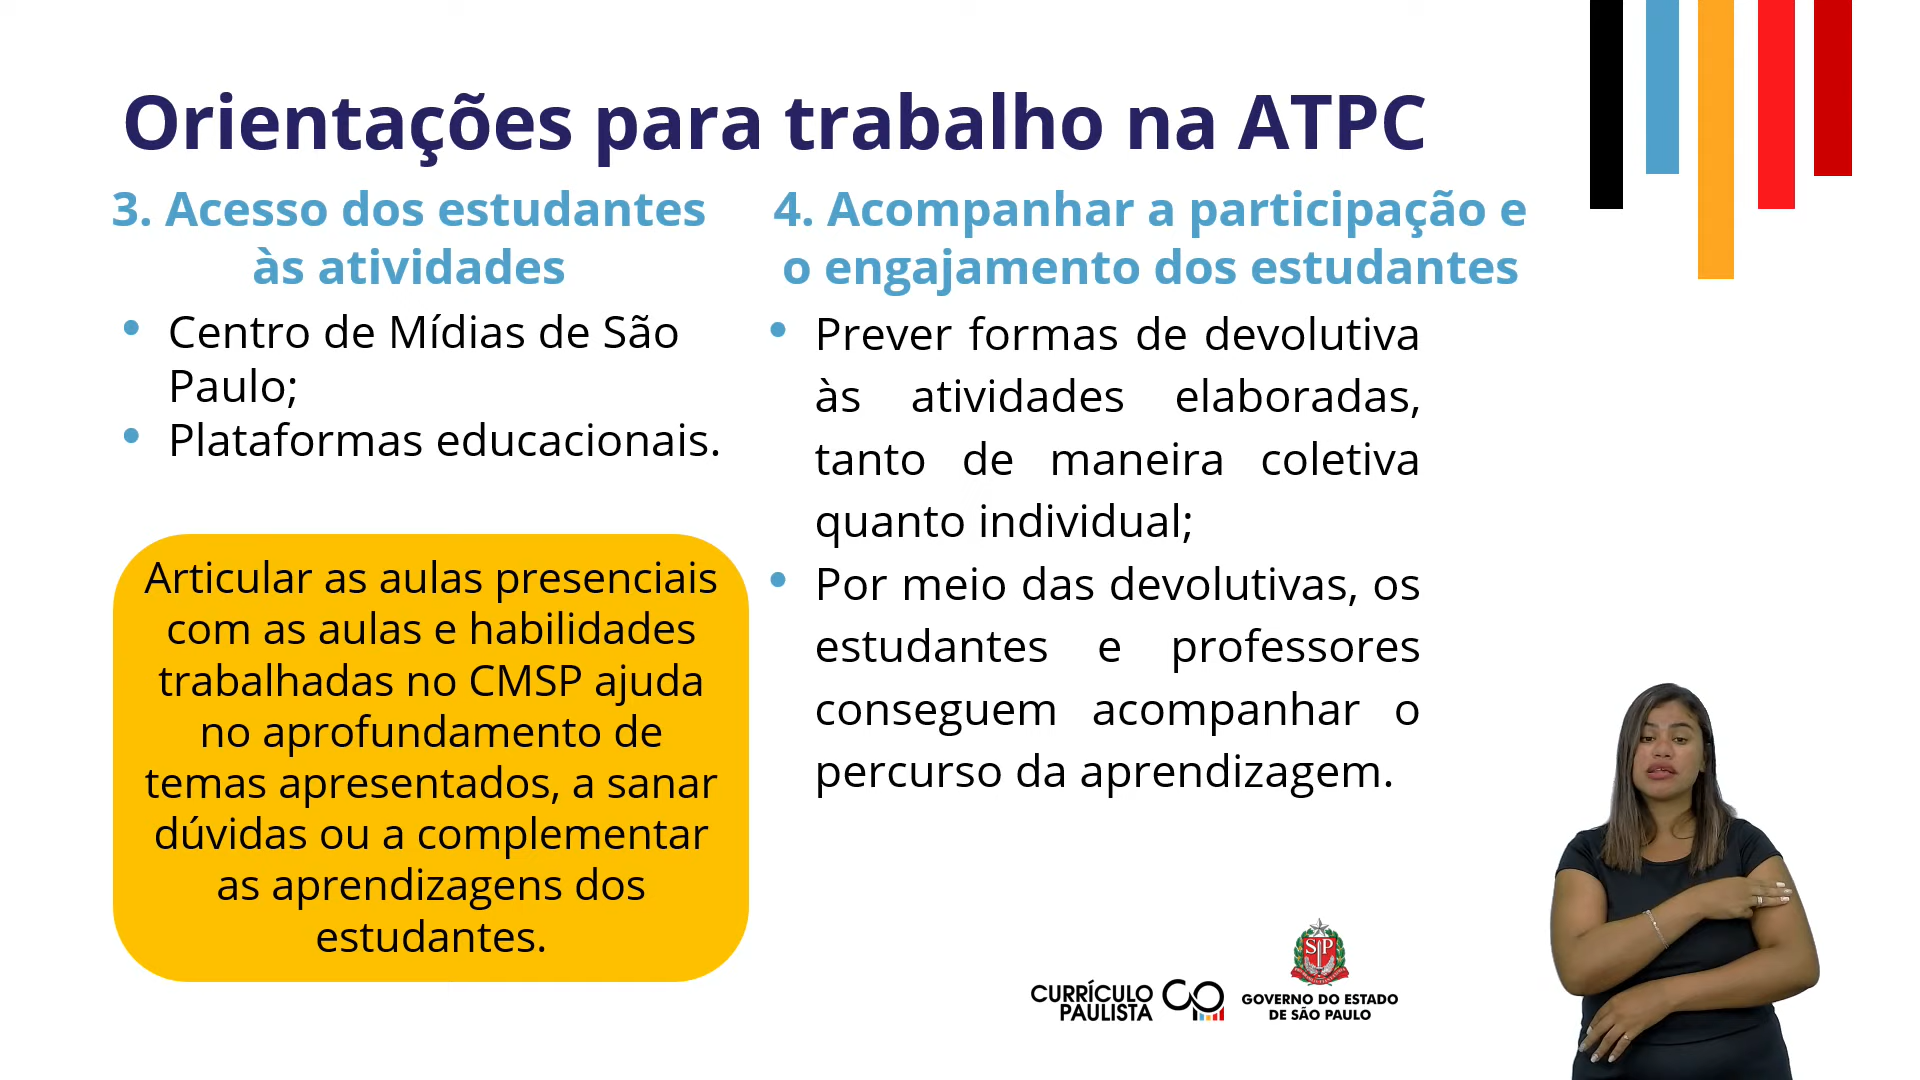 Orientações para trabalho na ATPC
3. Acesso dos estudantes
às atividades
• Centro de Mídias de São
Paulo;
• Plataformas educacionais.
Articular as aulas presenciais
com as aulas e habilidades
trabalhadas no CMSP ajuda
no aprofundamento de
temas apresentados, a sanar
dúvidas ou a complementar
as aprendizagens dos
estudantes.
4. Acompanhar a participação e
o engajamento dos estudantes
• Prever formas de devolutiva
às atividades elaboradas,
tanto de maneira coletiva
quanto individual;
• Por meio das devolutivas, os
estudantes e professores
conseguem acompanhar o
percurso da aprendizagem.
CURRÍCULO
PAULISTA
SP
GOVERNO DO ESTADO
DE SÃO PAULO